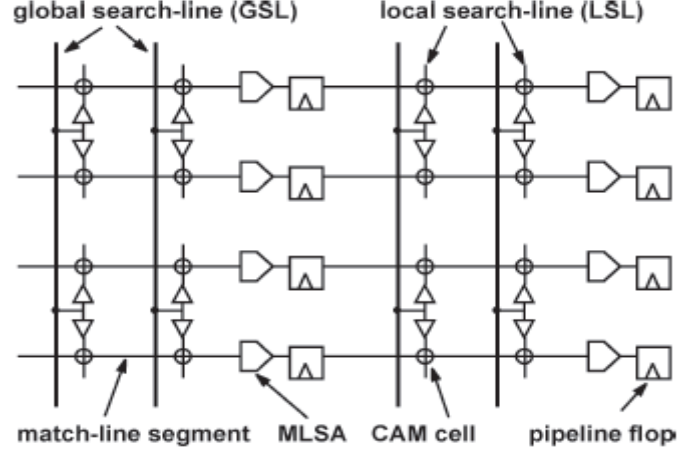 global search-line (GSL) local search-line (LSL)
match-line segment MLSA CAM cell pipeline flop